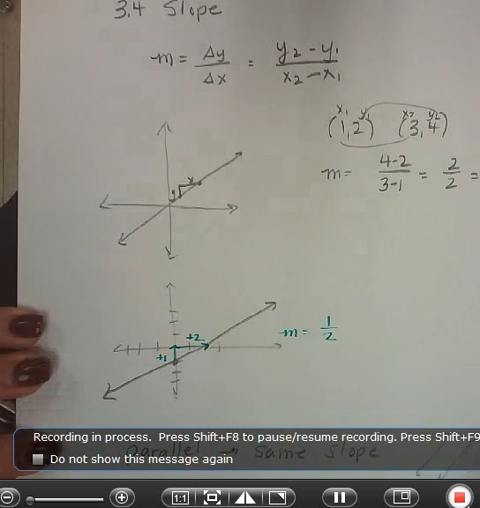 3.4 Slope
m = Δy/Δx = y₂-y₁/x₂-x₁
x₁ y₁ x₂ y₂
(1,2) (3,4)
m= 4-2/3-1 = 2/2 =
y x
+2 m= 1/2
+1
Recording in process. Press Shift+F8 to pause/resume recording. Press Shift+F9
Do not show this message again
parallel → same slope
1:1